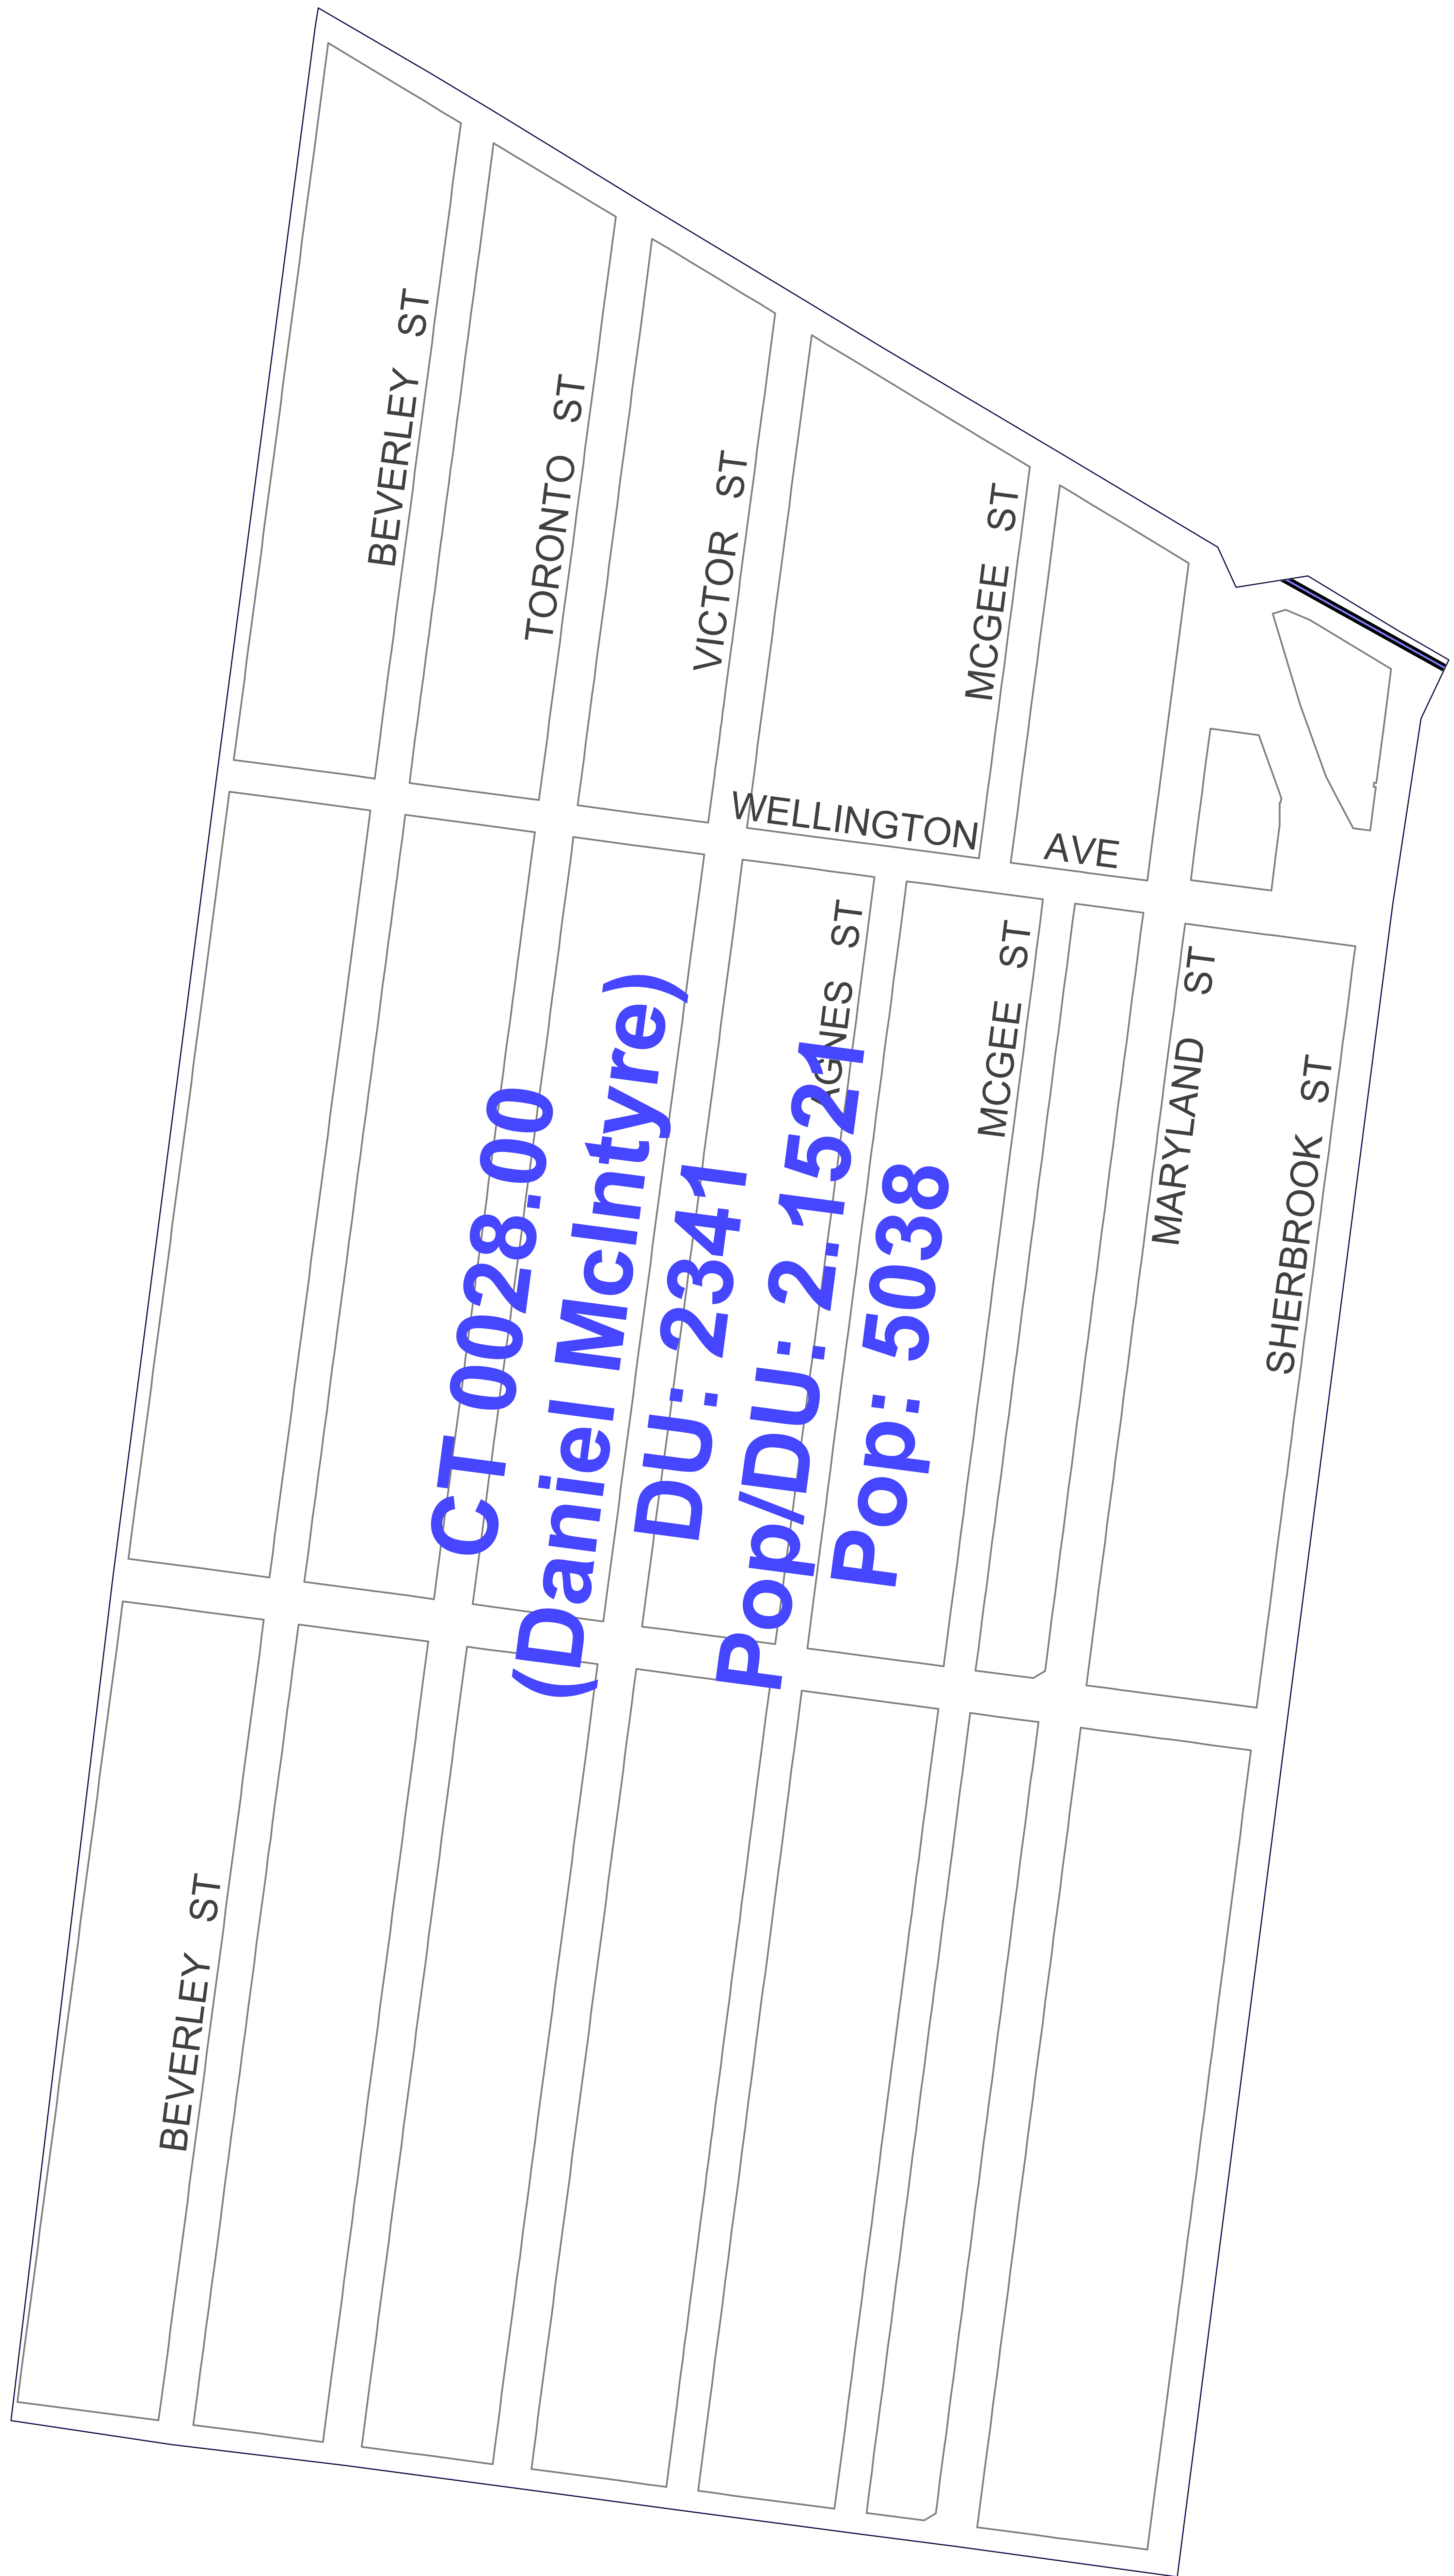 BEVERLEY ST
TORONTO ST
VICTOR ST
MCGEE ST
WELLINGTON AVE
AGNES ST
MCGEE ST
MARYLAND ST
SHERBROOK ST
CT 0028.00
(Daniel McIntyre)
DU: 2341
Pop/DU: 2.1521
Pop: 5038
BEVERLEY ST